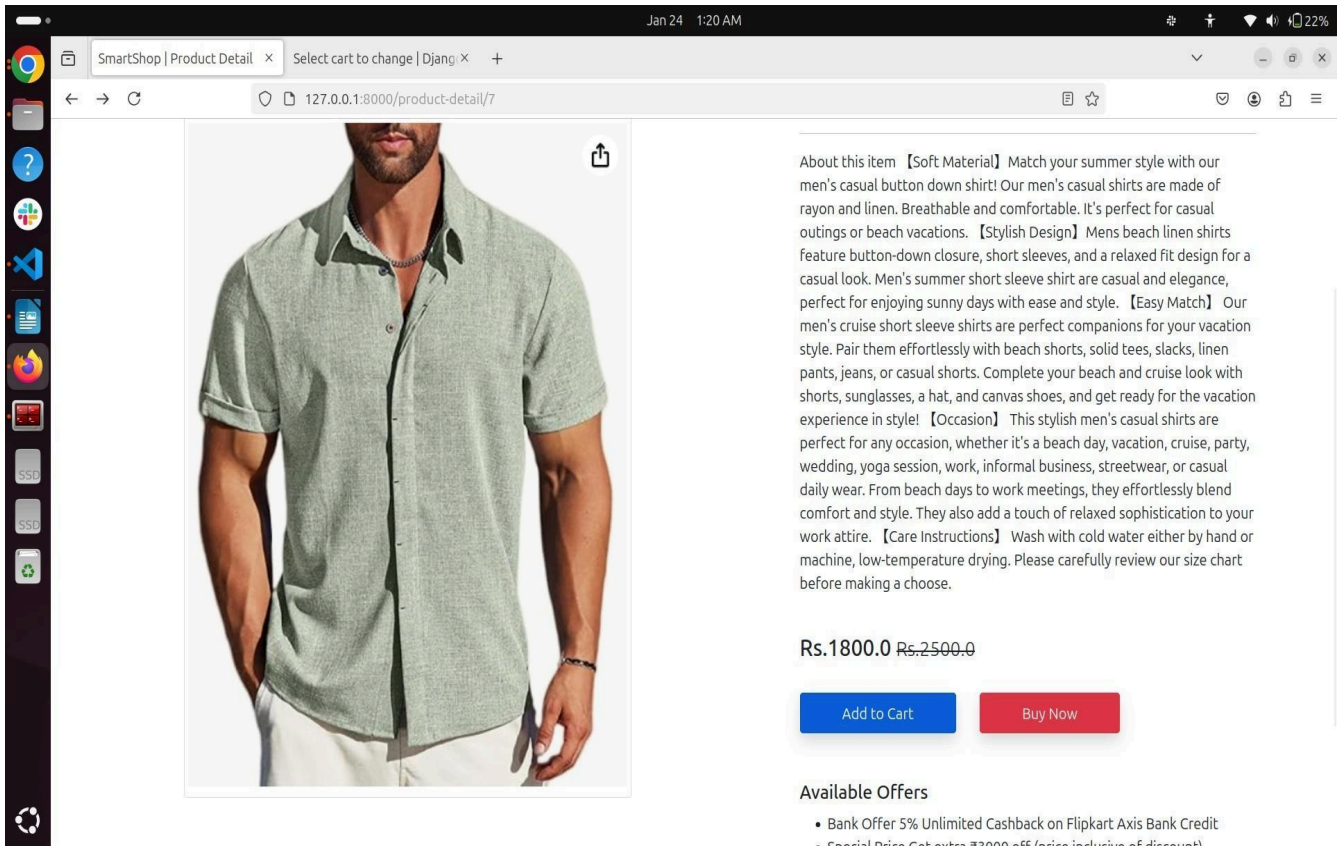 Jan 24 1:20 AM
22%
SmartShop | Product Detail
Select cart to change | Djang
127.0.0.1:8000/product-detail/7
About this item 【Soft Material】Match your summer style with our
men's casual button down shirt! Our men's casual shirts are made of
rayon and linen. Breathable and comfortable. It's perfect for casual
outings or beach vacations. 【Stylish Design】Mens beach linen shirts
feature button-down closure, short sleeves, and a relaxed fit design for a
casual look. Men's summer short sleeve shirt are casual and elegance,
perfect for enjoying sunny days with ease and style. 【Easy Match】 Our
men's cruise short sleeve shirts are perfect companions for your vacation
style. Pair them effortlessly with beach shorts, solid tees, slacks, linen
pants, jeans, or casual shorts. Complete your beach and cruise look with
shorts, sunglasses, a hat, and canvas shoes, and get ready for the vacation
experience in style! 【Occasion】 This stylish men's casual shirts are
perfect for any occasion, whether it's a beach day, vacation, cruise, party,
wedding, yoga session, work, informal business, streetwear, or casual
daily wear. From beach days to work meetings, they effortlessly blend
comfort and style. They also add a touch of relaxed sophistication to your
work attire. 【Care Instructions】 Wash with cold water either by hand or
machine, low-temperature drying. Please carefully review our size chart
before making a choose.
SSD
SSD
Rs.1800.0 Rs.2500.0
Add to Cart
Buy Now
Available Offers
• Bank Offer 5% Unlimited Cashback on Flipkart Axis Bank Credit
• Special Price Get extra ₹3000 off (price inclusive of discount)